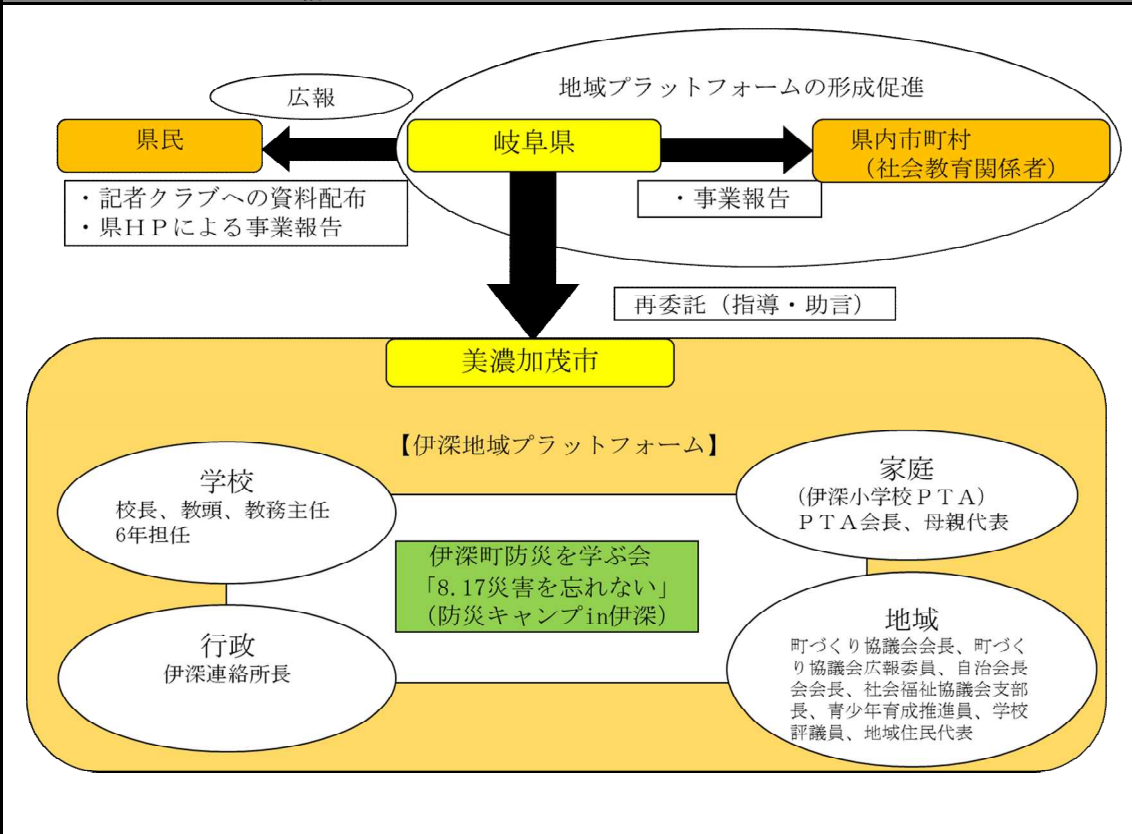 地域プラットフォームの形成促進
広報
県民
岐阜県
県内市町村
（社会教育関係者）
・記者クラブへの資料配布
・県ＨＰによる事業報告
・事業報告
再委託（指導・助言）
美濃加茂市
【伊深地域プラットフォーム】
学校
校長、教頭、教務主任
6年担任
家庭
（伊深小学校ＰＴＡ）
ＰＴＡ会長、母親代表
伊深町防災を学ぶ会
「8.17災害を忘れない」
（防災キャンプin伊深）
行政
伊深連絡所長
地域
町づくり協議会会長、町づく
り協議会広報委員、自治会長
会会長、社会福祉協議会支部
長、青少年育成推進員、学校
評議員、地域住民代表